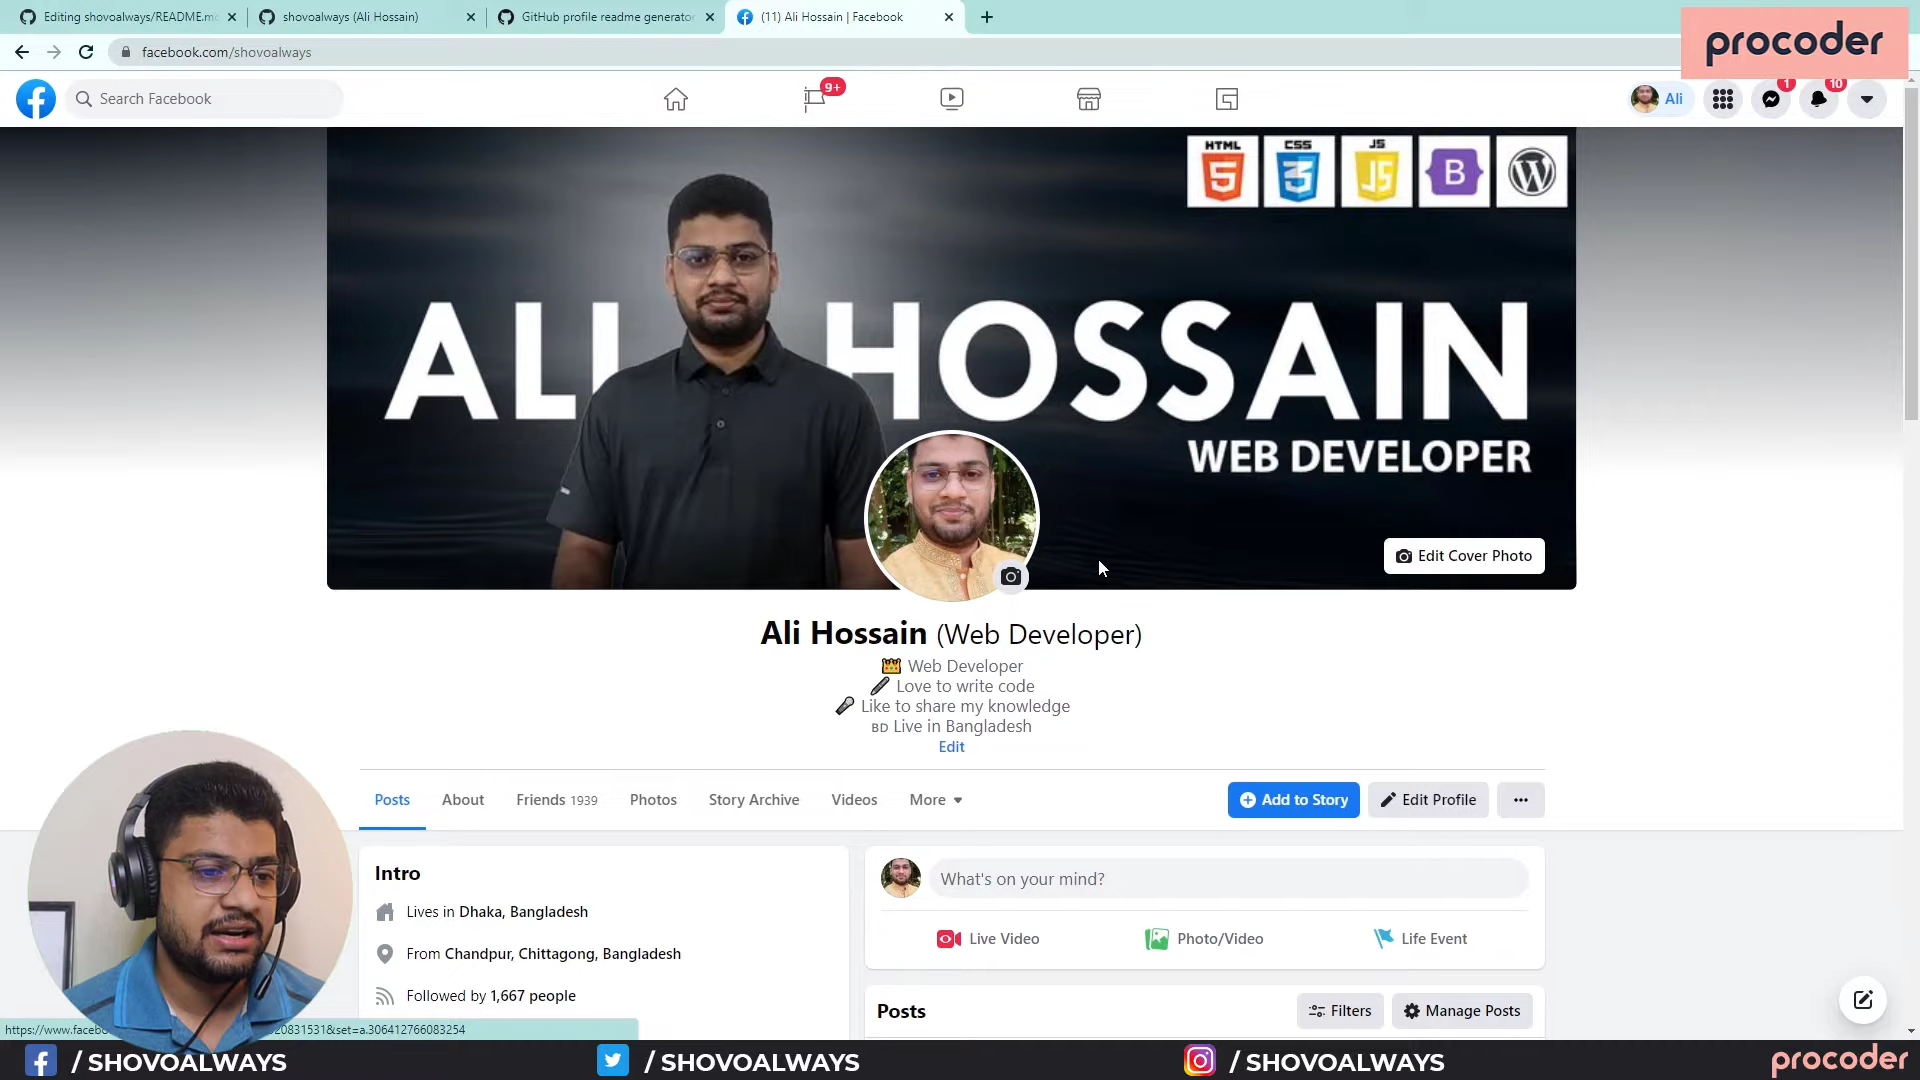 Editing shovoalways/README.m
shovoalways (Ali Hossain)
GitHub profile readme generator
(11) Ali Hossain | Facebook
facebook.com/shovoalways
procoder
Search Facebook
9+
Ali
1
10
HTML
CSS
JS
5
3
JS
B
W
ALI HOSSAIN
WEB DEVELOPER
Edit Cover Photo
Ali Hossain (Web Developer)
Web Developer
Love to write code
Like to share my knowledge
BD Live in Bangladesh
Edit
Posts
About
Friends 1939
Photos
Story Archive
Videos
More
Add to Story
Edit Profile
Intro
Lives in Dhaka, Bangladesh
From Chandpur, Chittagong, Bangladesh
Followed by 1,667 people
What's on your mind?
Live Video
Photo/Video
Life Event
Posts
Filters
Manage Posts
https://www.facebo
20831531&set=a.306412766083254
/ SHOVOALWAYS
/ SHOVOALWAYS
/ SHOVOALWAYS
procoder